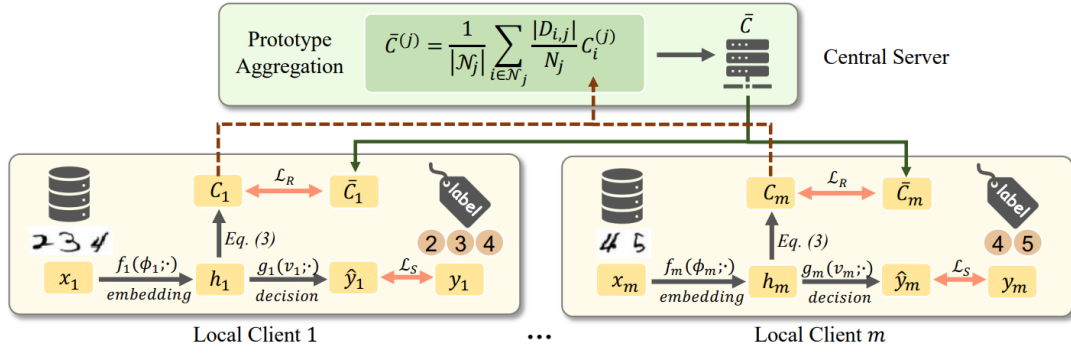 Prototype Aggregation
C̄^(j) = 1/|𝒩_j| ∑_{i∈𝒩_j} |D_{i,j}|/N_j C_i^(j)
C̄
Central Server
C_1
ℒ_R
C̄_1
label
Eq. (3)
2 3 4
2 3 4
x_1
f_1(ϕ_1;·)
embedding
h_1
g_1(v_1;·)
decision
ŷ_1
ℒ_S
y_1
Local Client 1
...
C_m
ℒ_R
C̄_m
label
Eq. (3)
4 5
4 5
x_m
f_m(ϕ_m;·)
embedding
h_m
g_m(v_m;·)
decision
ŷ_m
ℒ_S
y_m
Local Client m